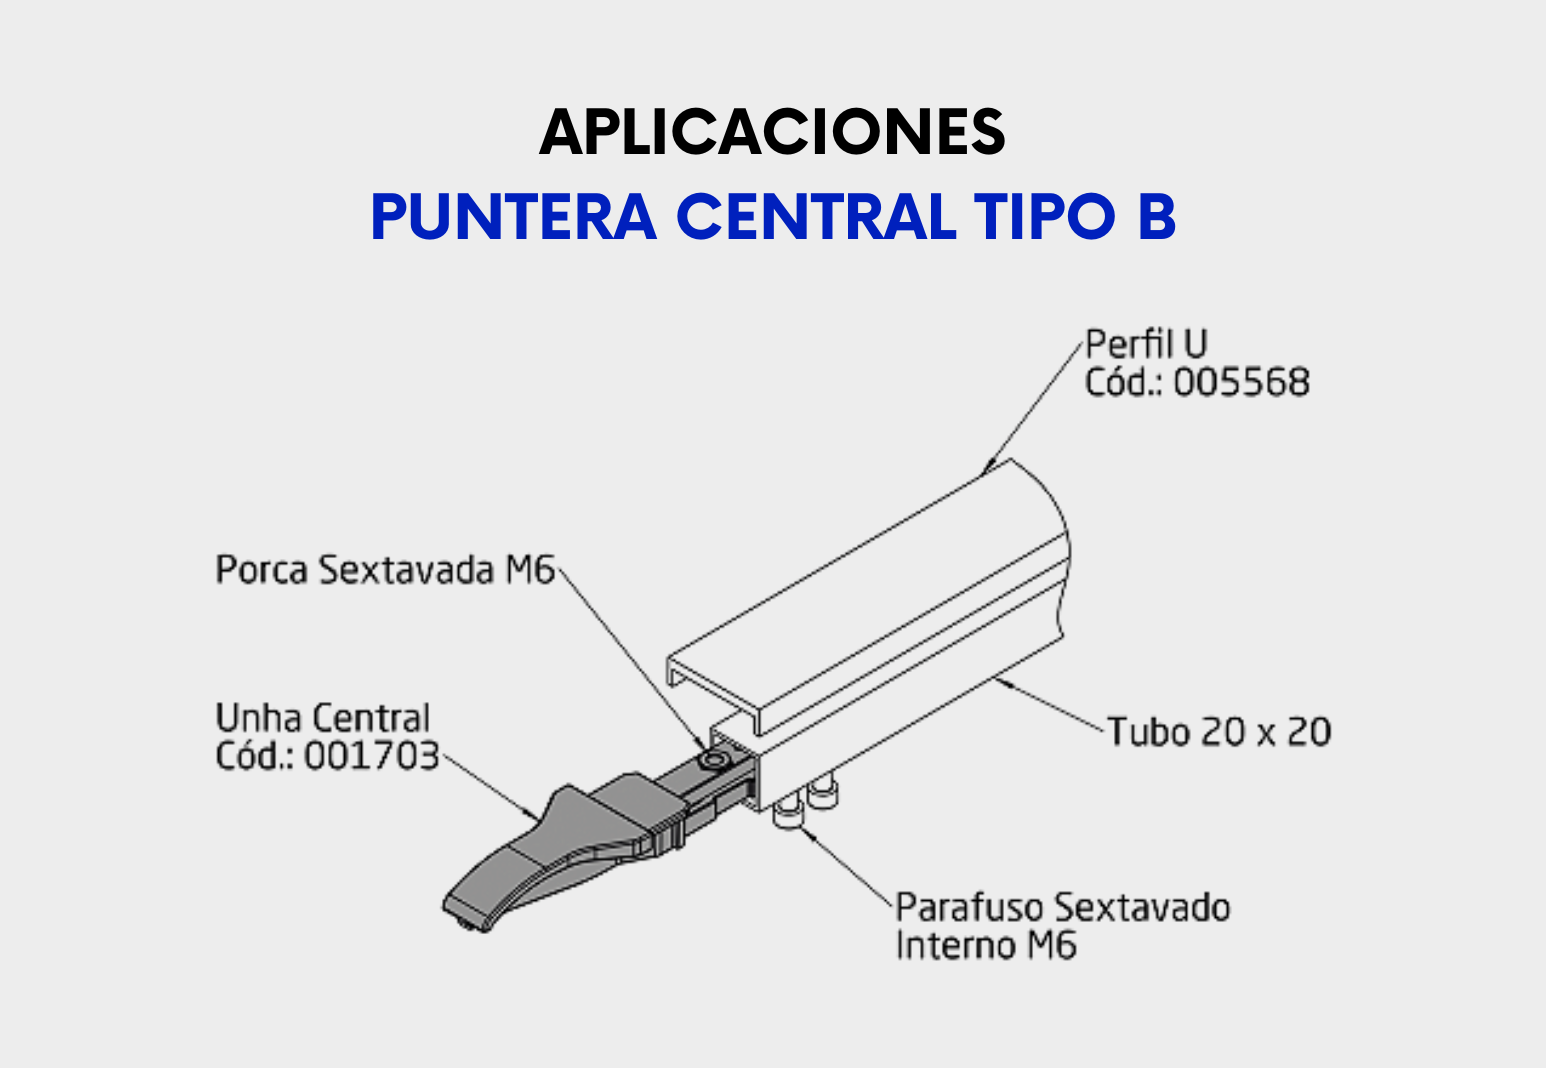 APLICACIONES
PUNTERA CENTRAL TIPO B
Perfil U
Cód.: 005568
Porca Sextavada M6
Unha Central
Cód.: 001703
Tubo 20 x 20
Parafuso Sextavado
Interno M6